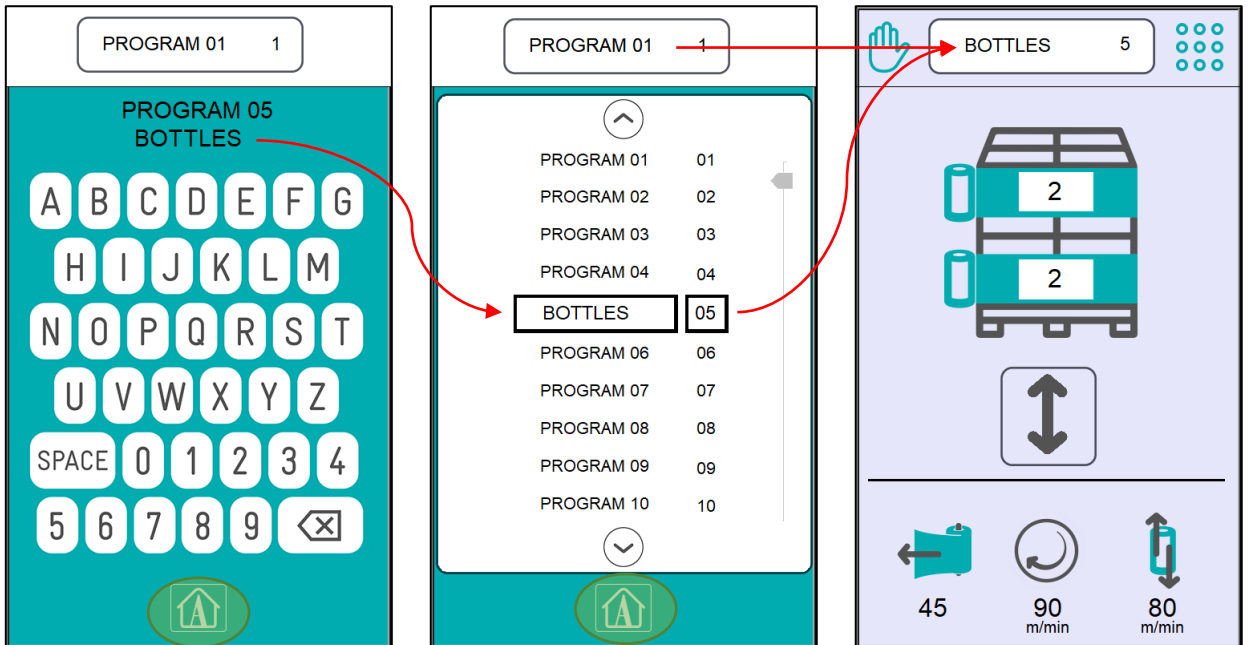 PROGRAM 01 1
PROGRAM 05
BOTTLES
A B C D E F G
H I J K L M
N O P Q R S T
U V W X Y Z
SPACE 0 1 2 3 4
5 6 7 8 9
A
PROGRAM 01 1
PROGRAM 01 01
PROGRAM 02 02
PROGRAM 03 03
PROGRAM 04 04
BOTTLES 05
PROGRAM 06 06
PROGRAM 07 07
PROGRAM 08 08
PROGRAM 09 09
PROGRAM 10 10
A
BOTTLES 5
2
2
45 90 80
m/min m/min